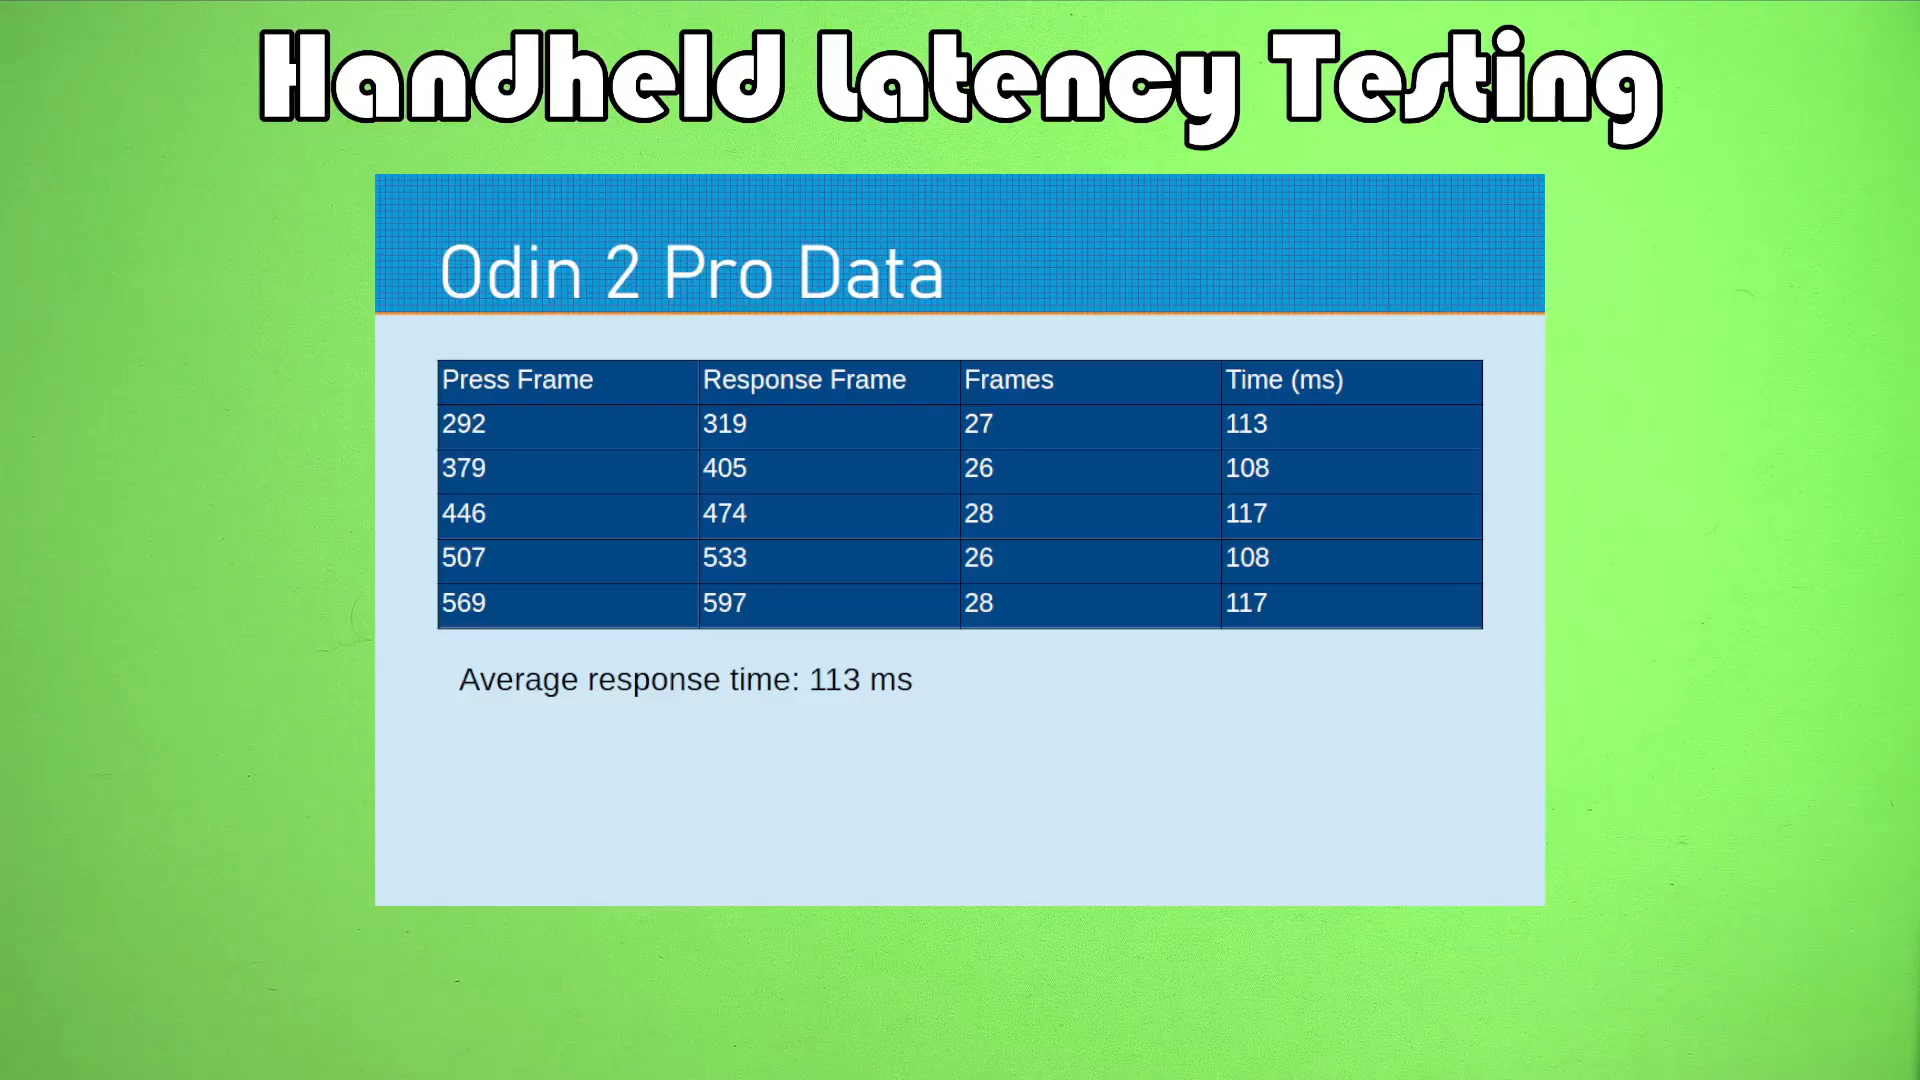 Handheld Latency Testing
Odin 2 Pro Data
Press Frame Response Frame Frames Time (ms)
292 319 27 113
379 405 26 108
446 474 28 117
507 533 26 108
569 597 28 117
Average response time: 113 ms